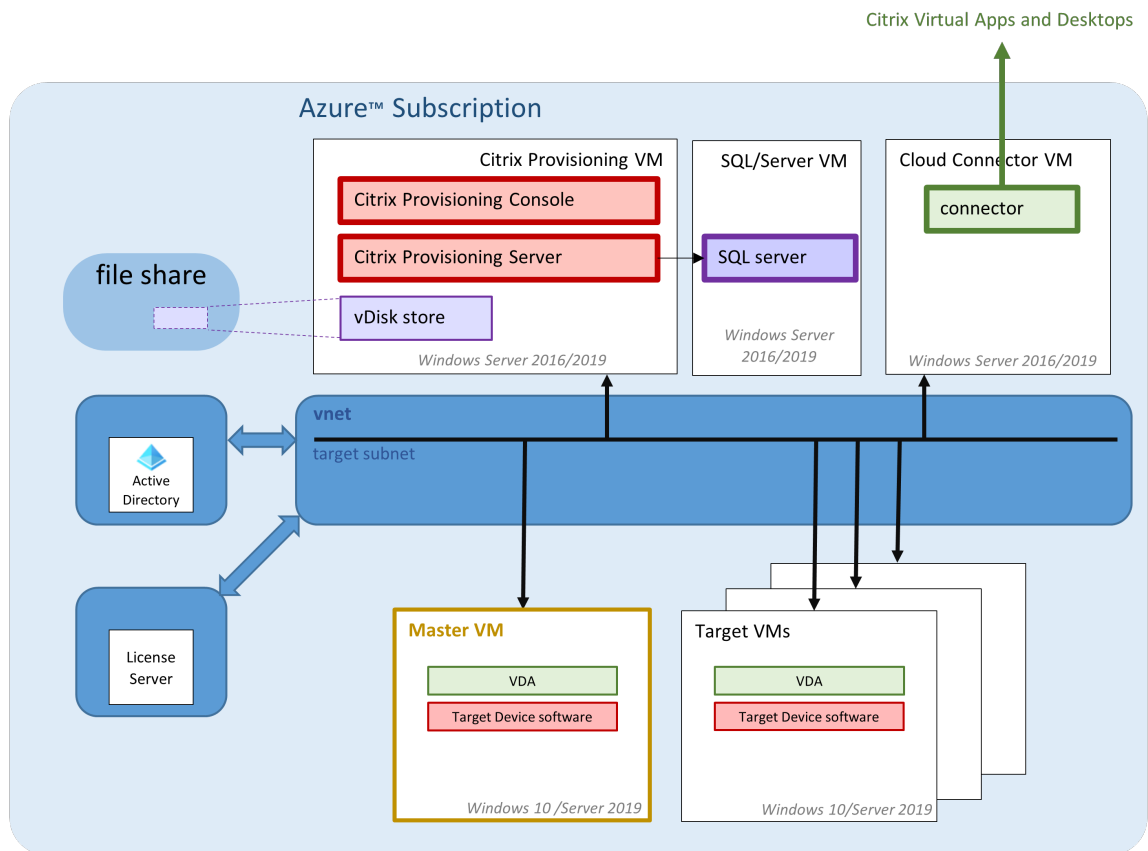 Citrix Virtual Apps and Desktops
Azure™ Subscription
Citrix Provisioning VM
Citrix Provisioning Console
Citrix Provisioning Server
vDisk store
Windows Server 2016/2019
SQL/Server VM
SQL server
Windows Server
2016/2019
Cloud Connector VM
connector
Windows Server 2016/2019
file share
vnet
target subnet
Active
Directory
License
Server
Master VM
VDA
Target Device software
Windows 10 /Server 2019
Target VMs
VDA
Target Device software
Windows 10/Server 2019